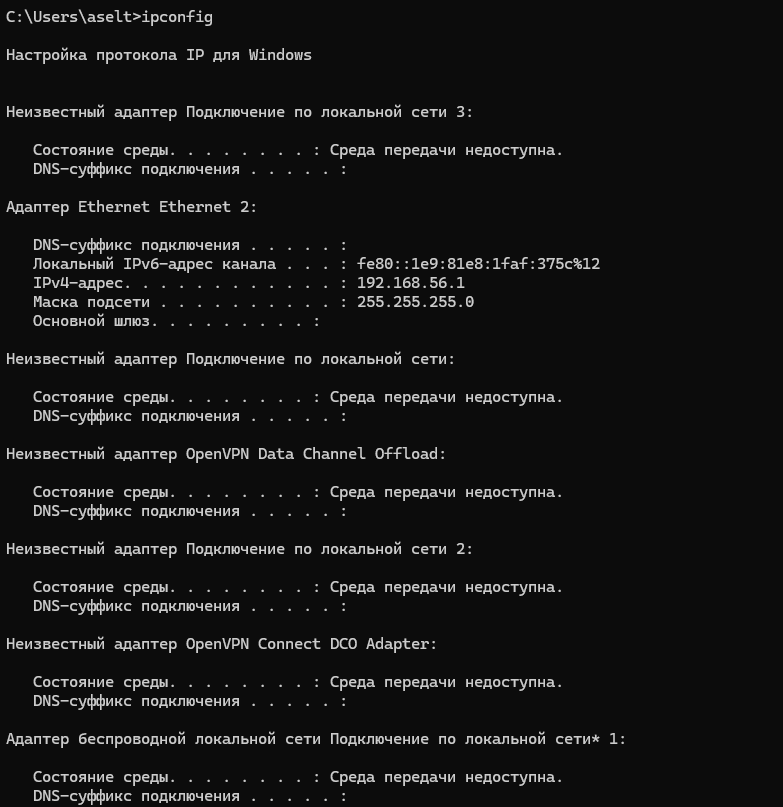 C:\Users\aselt>ipconfig
Настройка протокола IP для Windows
Неизвестный адаптер Подключение по локальной сети 3:
Состояние среды. . . . . . . . : Среда передачи недоступна.
DNS-суффикс подключения . . . . . :
Адаптер Ethernet Ethernet 2:
DNS-суффикс подключения . . . . . :
Локальный IPv6-адрес канала . . . : fe80::1e9:81e8:1faf:375c%12
IPv4-адрес. . . . . . . . . . . . : 192.168.56.1
Маска подсети . . . . . . . . . . : 255.255.255.0
Основной шлюз. . . . . . . . . :
Неизвестный адаптер Подключение по локальной сети:
Состояние среды. . . . . . . . : Среда передачи недоступна.
DNS-суффикс подключения . . . . . :
Неизвестный адаптер OpenVPN Data Channel Offload:
Состояние среды. . . . . . . . : Среда передачи недоступна.
DNS-суффикс подключения . . . . . :
Неизвестный адаптер Подключение по локальной сети 2:
Состояние среды. . . . . . . . : Среда передачи недоступна.
DNS-суффикс подключения . . . . . :
Неизвестный адаптер OpenVPN Connect DCO Adapter:
Состояние среды. . . . . . . . : Среда передачи недоступна.
DNS-суффикс подключения . . . . . :
Адаптер беспроводной локальной сети Подключение по локальной сети* 1:
Состояние среды. . . . . . . . : Среда передачи недоступна.
DNS-суффикс подключения . . . . . :